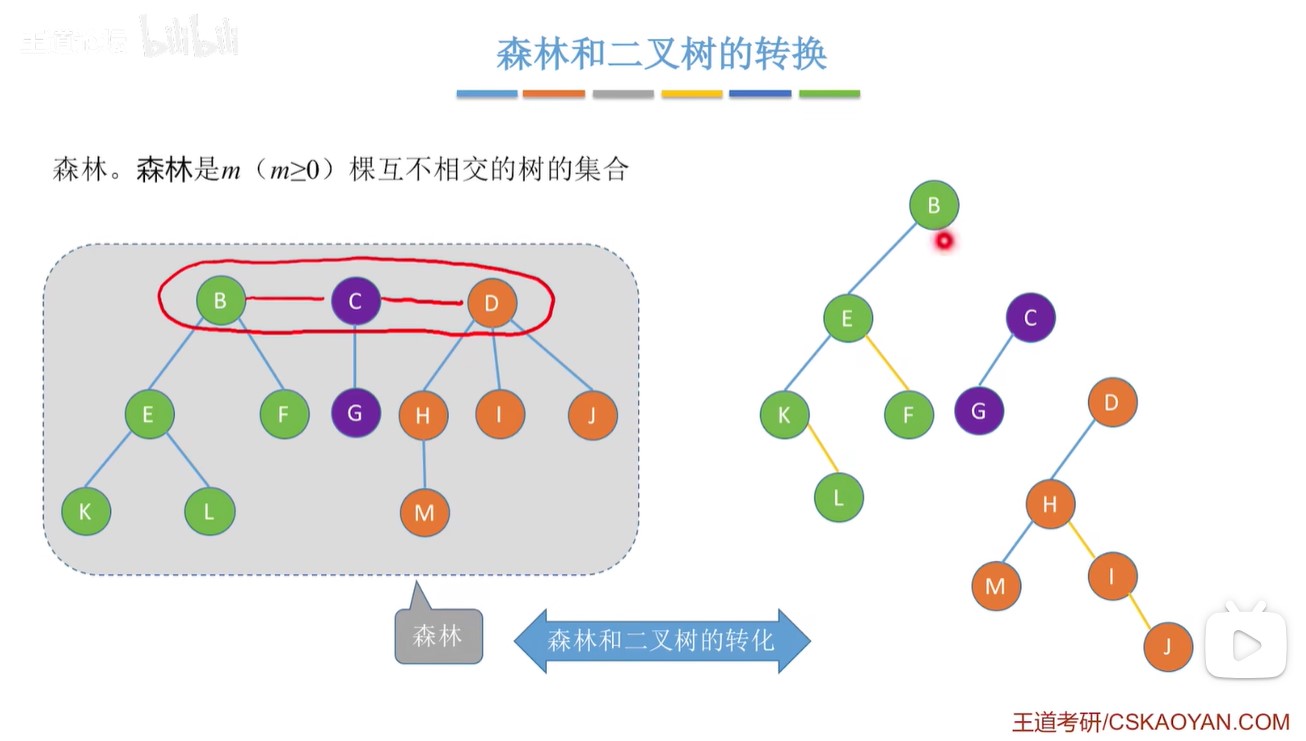 王道论坛 bilibili
森林和二叉树的转换
森林。森林是m（m≥0）棵互不相交的树的集合
B
B C D
E C
E F G H I J
K F G D
K L M
L H
M I
森林
森林和二叉树的转化
J
王道考研/CSKAOYAN.COM